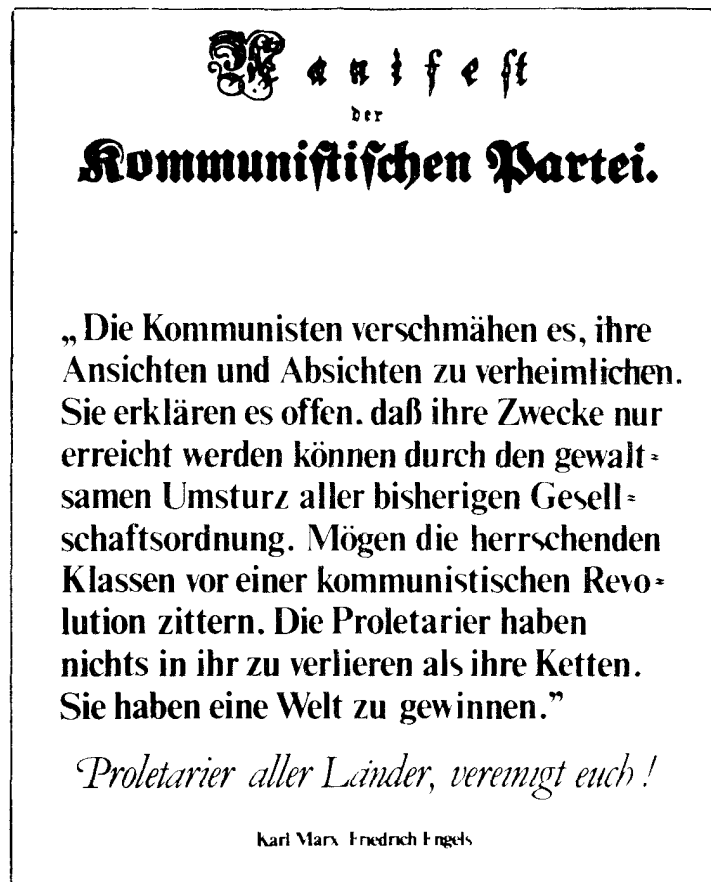 Manifest
der
Kommunistischen Partei.
„Die Kommunisten verschmähen es, ihre
Ansichten und Absichten zu verheimlichen.
Sie erklären es offen. daß ihre Zwecke nur
erreicht werden können durch den gewalt=
samen Umsturz aller bisherigen Gesell=
schaftsordnung. Mögen die herrschenden
Klassen vor einer kommunistischen Revo=
lution zittern. Die Proletarier haben
nichts in ihr zu verlieren als ihre Ketten.
Sie haben eine Welt zu gewinnen.”
Proletarier aller Länder, vereinigt euch!
Karl Marx Friedrich Engels